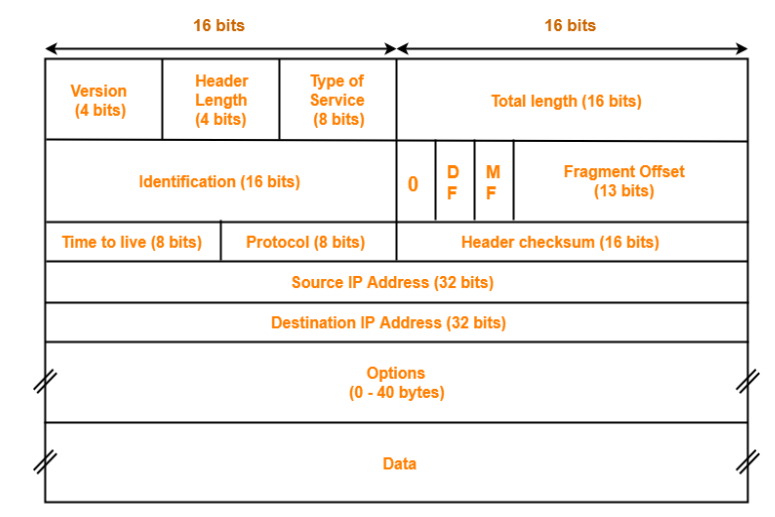 16 bits
16 bits
Version
(4 bits)
Header
Length
(4 bits)
Type of
Service
(8 bits)
Total length (16 bits)
Identification (16 bits)
0
D
F
M
F
Fragment Offset
(13 bits)
Time to live (8 bits)
Protocol (8 bits)
Header checksum (16 bits)
Source IP Address (32 bits)
Destination IP Address (32 bits)
Options
(0 - 40 bytes)
Data